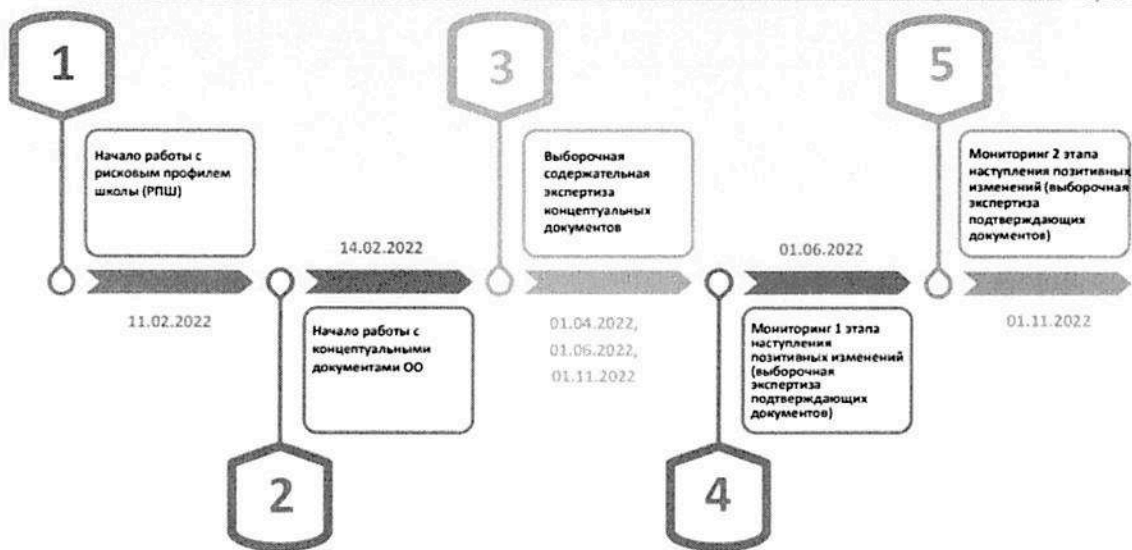 1
Начало работы с
рисковым профилем
школы (РПШ)
11.02.2022
2
14.02.2022
Начало работы с
концептуальными
документами ОО
3
Выборочная
содержательная
экспертиза
концептуальных
документов
01.04.2022,
01.06.2022,
01.11.2022
4
01.06.2022
Мониторинг 1 этапа
наступления
позитивных изменений
(выборочная
экспертиза
подтверждающих
документов)
5
Мониторинг 2 этапа
наступления позитивных
изменений (выборочная
экспертиза
подтверждающих
документов)
01.11.2022